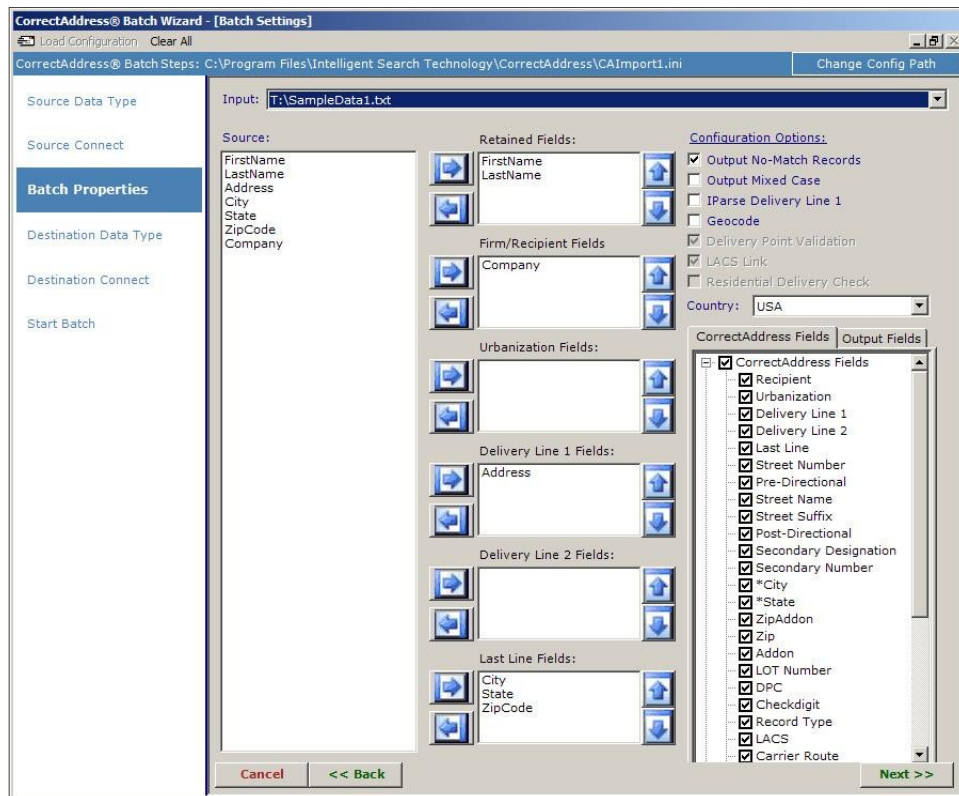 CorrectAddress® Batch Wizard - [Batch Settings]
Load Configuration Clear All
CorrectAddress® Batch Steps: C:\Program Files\Intelligent Search Technology\CorrectAddress\CAImport1.ini
Change Config Path
Source Data Type
Source Connect
Batch Properties
Destination Data Type
Destination Connect
Start Batch
Input: T:\SampleData1.txt
Source:
FirstName
LastName
Address
City
State
ZipCode
Company
Retained Fields:
FirstName
LastName
Firm/Recipient Fields
Company
Urbanization Fields:
Delivery Line 1 Fields:
Address
Delivery Line 2 Fields:
Last Line Fields:
City
State
ZipCode
Configuration Options:
Output No-Match Records
Output Mixed Case
IParse Delivery Line 1
Geocode
Delivery Point Validation
LACS Link
Residential Delivery Check
Country: USA
CorrectAddress Fields
Output Fields
CorrectAddress Fields
Recipient
Urbanization
Delivery Line 1
Delivery Line 2
Last Line
Street Number
Pre-Directional
Street Name
Street Suffix
Post-Directional
Secondary Designation
Secondary Number
*City
*State
ZipAddon
Zip
Addon
LOT Number
DPC
Checkdigit
Record Type
LACS
Carrier Route
Cancel
<< Back
Next >>